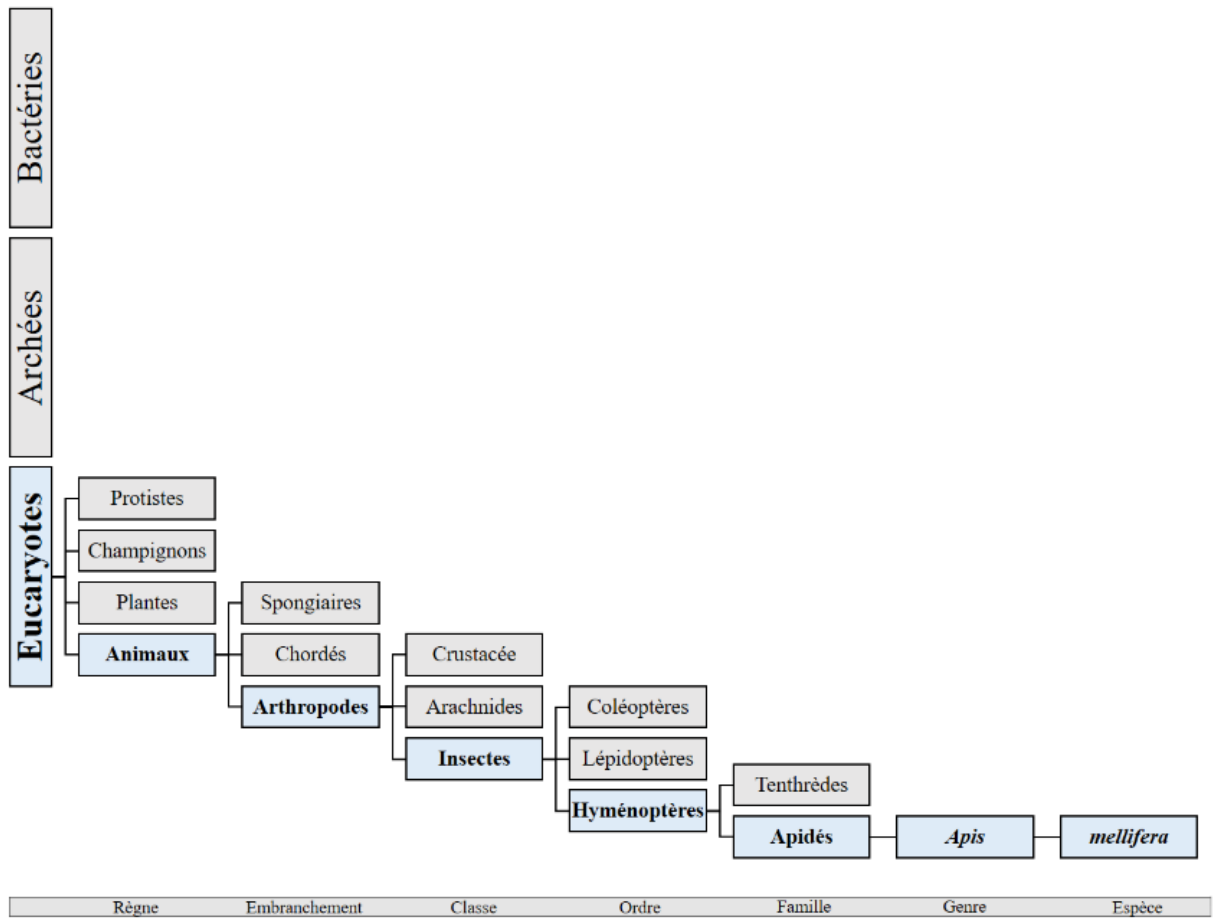 Bactéries
Archées
Eucaryotes
Protistes
Champignons
Plantes
Animaux
Spongiaires
Chordés
Arthropodes
Crustacée
Arachnides
Insectes
Coléoptères
Lépidoptères
Hyménoptères
Tenthrèdes
Apidés
Apis
mellifera
Règne Embranchement Classe Ordre Famille Genre Espèce